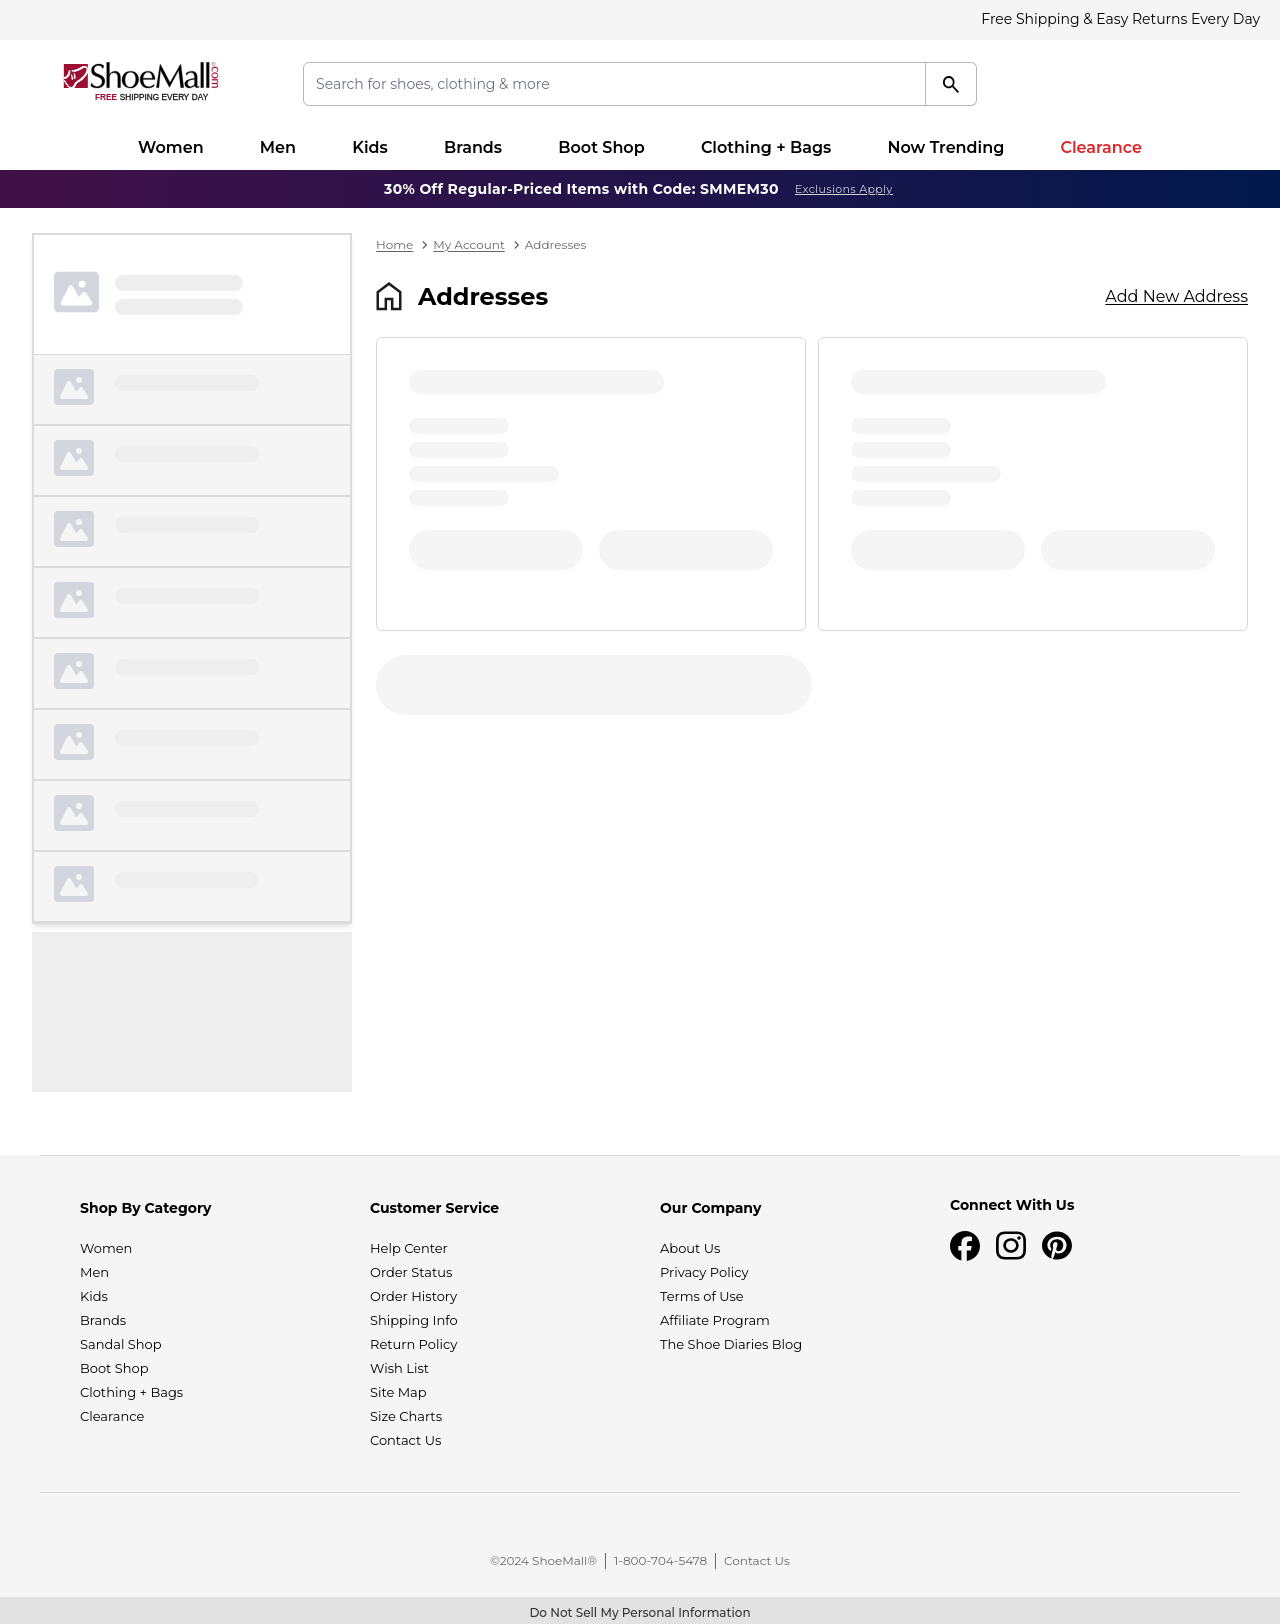 Free Shipping & Easy Returns Every Day
ShoeMall®.com
FREE SHIPPING EVERY DAY
Search for shoes, clothing & more
Women Men Kids Brands Boot Shop Clothing + Bags Now Trending Clearance
30% Off Regular-Priced Items with Code: SMMEM30 Exclusions Apply
Home > My Account > Addresses
Addresses
Add New Address
Shop By Category
Women
Men
Kids
Brands
Sandal Shop
Boot Shop
Clothing + Bags
Clearance
Customer Service
Help Center
Order Status
Order History
Shipping Info
Return Policy
Wish List
Site Map
Size Charts
Contact Us
Our Company
About Us
Privacy Policy
Terms of Use
Affiliate Program
The Shoe Diaries Blog
Connect With Us
©2024 ShoeMall® | 1-800-704-5478 | Contact Us
Do Not Sell My Personal Information